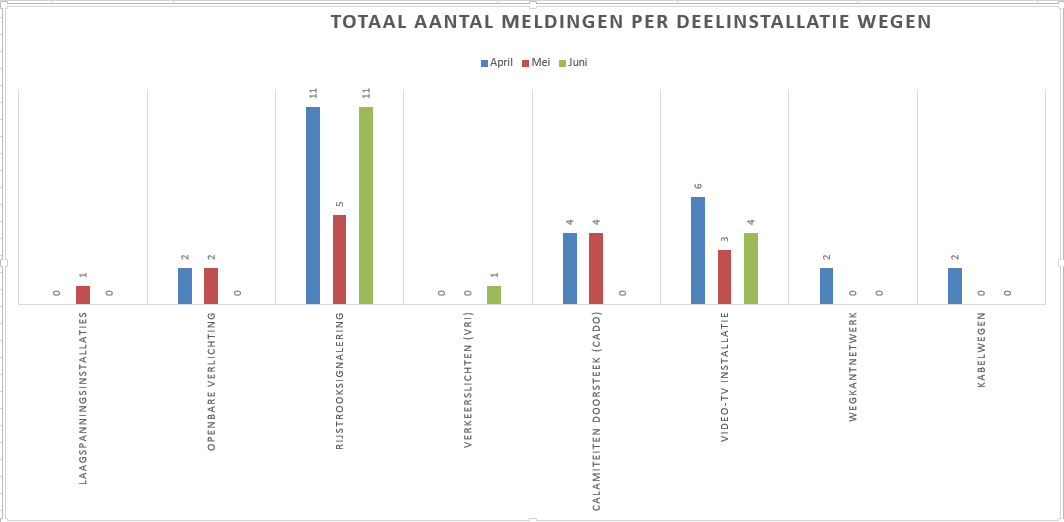 TOTAAL AANTAL MELDINGEN PER DEELINSTALLATIE WEGEN
April Mei Juni
0 1 0
2 2 0
11 5 11
0 0 1
4 4 0
6 3 4
2 0 0
2 0 0
LAAGSPANNINGSINSTALLATIES
OPENBARE VERLICHTING
RIJSTROOKSIGNALERING
VERKEERSLICHTEN (VRI)
CALAMITEITEN DOORSTEEK (CADO)
VIDEO-TV INSTALLATIE
WEGKANTNETWERK
KABELWEGEN